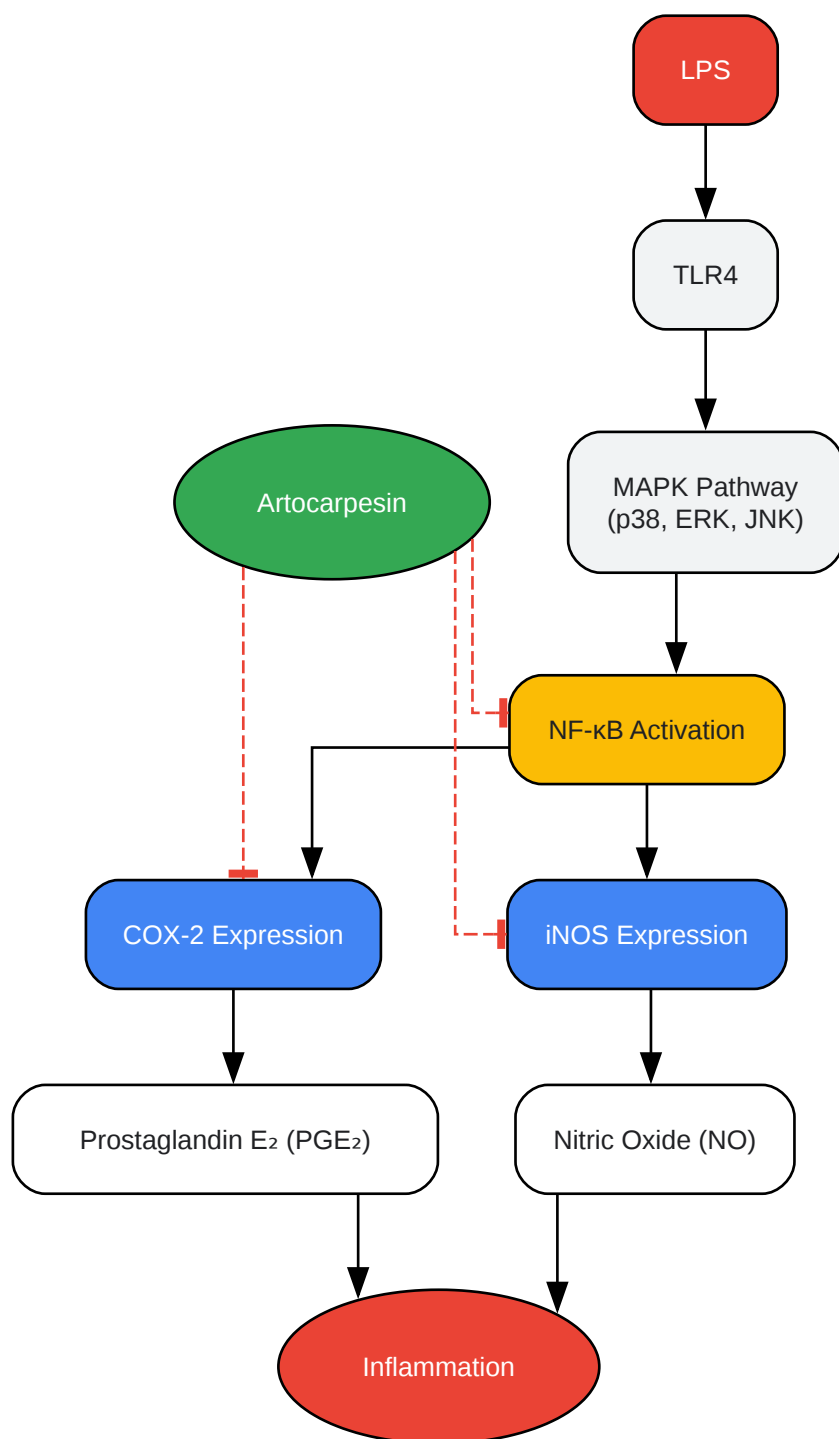 LPS
TLR4
MAPK Pathway
(p38, ERK, JNK)
Artocarpesin
NF-κB Activation
COX-2 Expression
iNOS Expression
Prostaglandin E₂ (PGE₂)
Nitric Oxide (NO)
Inflammation